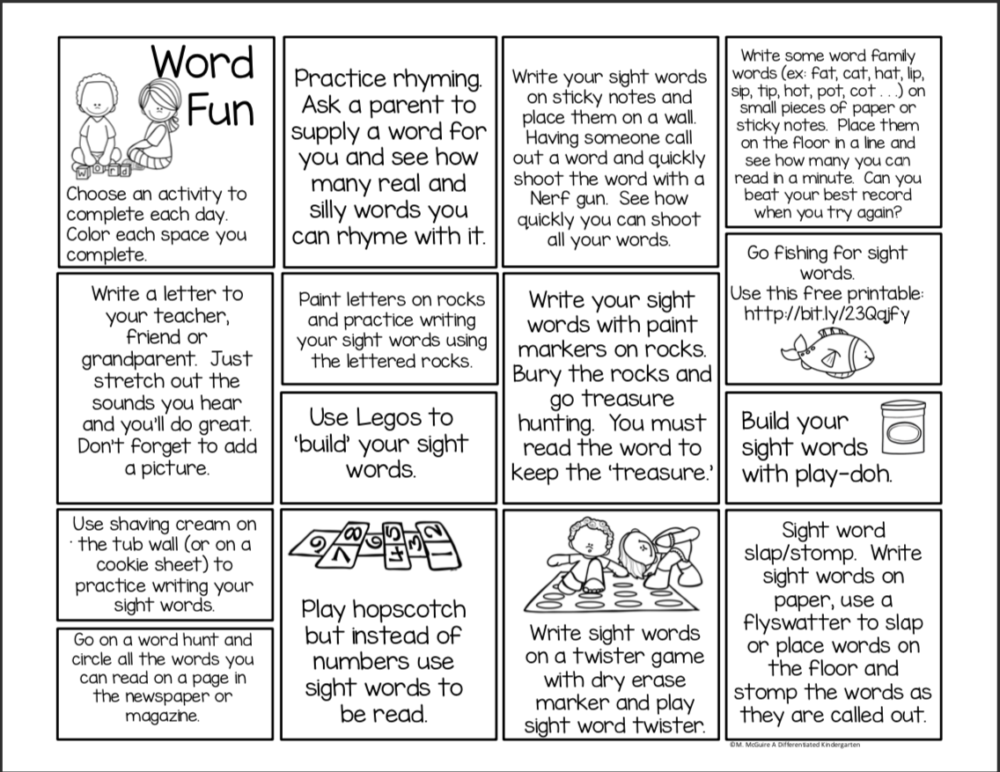 Word
Fun
W o r d
Choose an activity to
complete each day.
Color each space you
complete.
Practice rhyming.
Ask a parent to
supply a word for
you and see how
many real and
silly words you
can rhyme with it.
Write your sight words
on sticky notes and
place them on a wall.
Having someone call
out a word and quickly
shoot the word with a
Nerf gun. See how
quickly you can shoot
all your words.
Write some word family
words (ex: fat, cat, hat, lip,
sip, tip, hot, pot, cot . . .) on
small pieces of paper or
sticky notes. Place them
on the floor in a line and
see how many you can
read in a minute. Can you
beat your best record
when you try again?
Go fishing for sight
words.
Use this free printable:
http://bit.ly/23Qqjfy
Write a letter to
your teacher,
friend or
grandparent. Just
stretch out the
sounds you hear
and you'll do great.
Don't forget to add
a picture.
Paint letters on rocks
and practice writing
your sight words using
the lettered rocks.
Use Legos to
'build' your sight
words.
Write your sight
words with paint
markers on rocks.
Bury the rocks and
go treasure
hunting. You must
read the word to
keep the 'treasure.'
Build your
sight words
with play-doh.
Use shaving cream on
the tub wall (or on a
cookie sheet) to
practice writing your
sight words.
Go on a word hunt and
circle all the words you
can read on a page in
the newspaper or
magazine.
9 7 8 6 4 5 3 1 2
Play hopscotch
but instead of
numbers use
sight words to
be read.
Write sight words
on a twister game
with dry erase
marker and play
sight word twister.
Sight word
slap/stomp. Write
sight words on
paper, use a
flyswatter to slap
or place words on
the floor and
stomp the words as
they are called out.
©M. McGuire A Differentiated Kindergarten